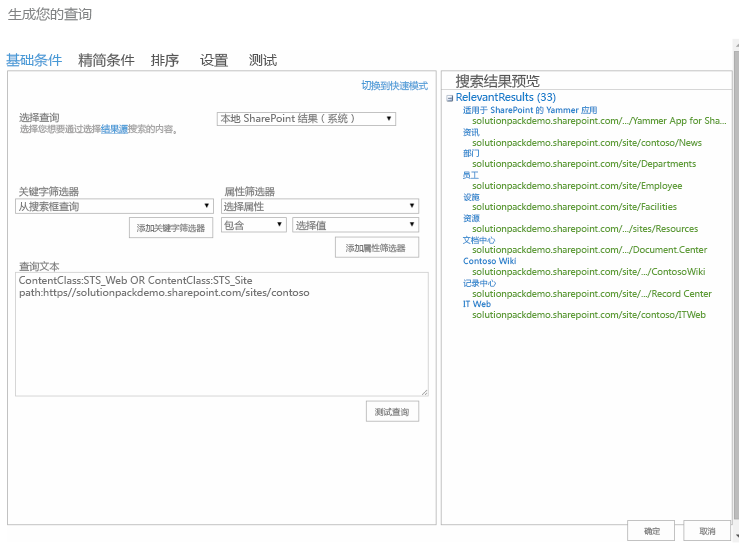 生成您的查询
基础条件 精简条件 排序 设置 测试
切换到快速模式
选择查询
选择您想要通过选择结果源搜索的内容。
本地 SharePoint 结果（系统）
关键字筛选器
从搜索框查询
添加关键字筛选器
属性筛选器
选择属性
包含 选择值
添加属性筛选器
查询文本
ContentClass:STS_Web OR ContentClass:STS_Site
path:https//solutionpackdemo.sharepoint.com/sites/contoso
测试查询
搜索结果预览
RelevantResults (33)
适用于 SharePoint 的 Yammer 应用
solutionpackdemo.sharepoint.com/.../Yammer App for Sha...
资讯
solutionpackdemo.sharepoint.com/site/contoso/News
部门
solutionpackdemo.sharepoint.com/site/Departments
员工
solutionpackdemo.sharepoint.com/site/Employee
设施
solutionpackdemo.sharepoint.com/site/Facilities
资源
solutionpackdemo.sharepoint.com/.../sites/Resources
文档中心
solutionpackdemo.sharepoint.com/.../Document.Center
Contoso Wiki
solutionpackdemo.sharepoint.com/site/.../ContosoWiki
记录中心
solutionpackdemo.sharepoint.com/site/.../Record Center
IT Web
solutionpackdemo.sharepoint.com/site/contoso/ITWeb
确定 取消